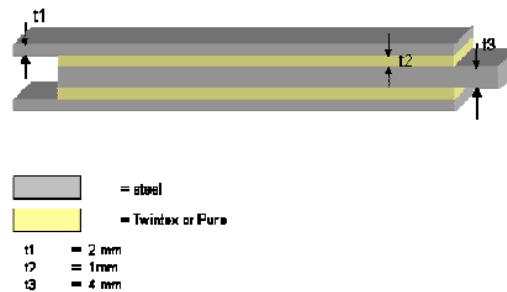 t1
t3
t2
= steel
= Twintex or Pure
t1 = 2 mm
t2 = 1mm
t3 = 4 mm